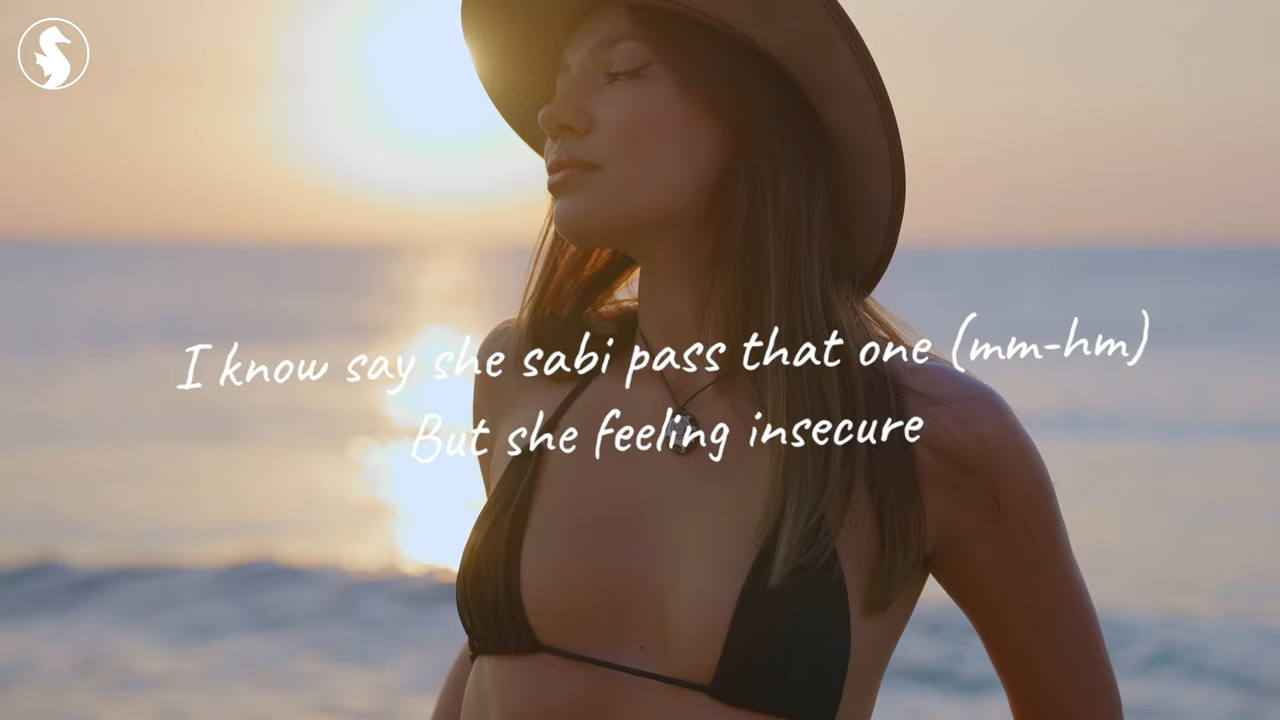 I know say she sabi pass that one (mm-hm)
But she feeling insecure